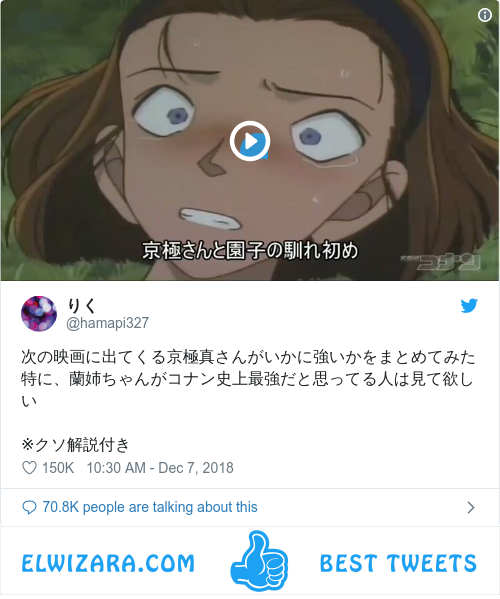 京極さんと園子の馴れ初め
コナン
りく
@hamapi327
次の映画に出てくる京極真さんがいかに強いかをまとめてみた
特に、蘭姉ちゃんがコナン史上最強だと思ってる人は見て欲し
い
※クソ解説付き
150K 10:30 AM - Dec 7, 2018
70.8K people are talking about this
ELWIZARA.COM BEST TWEETS